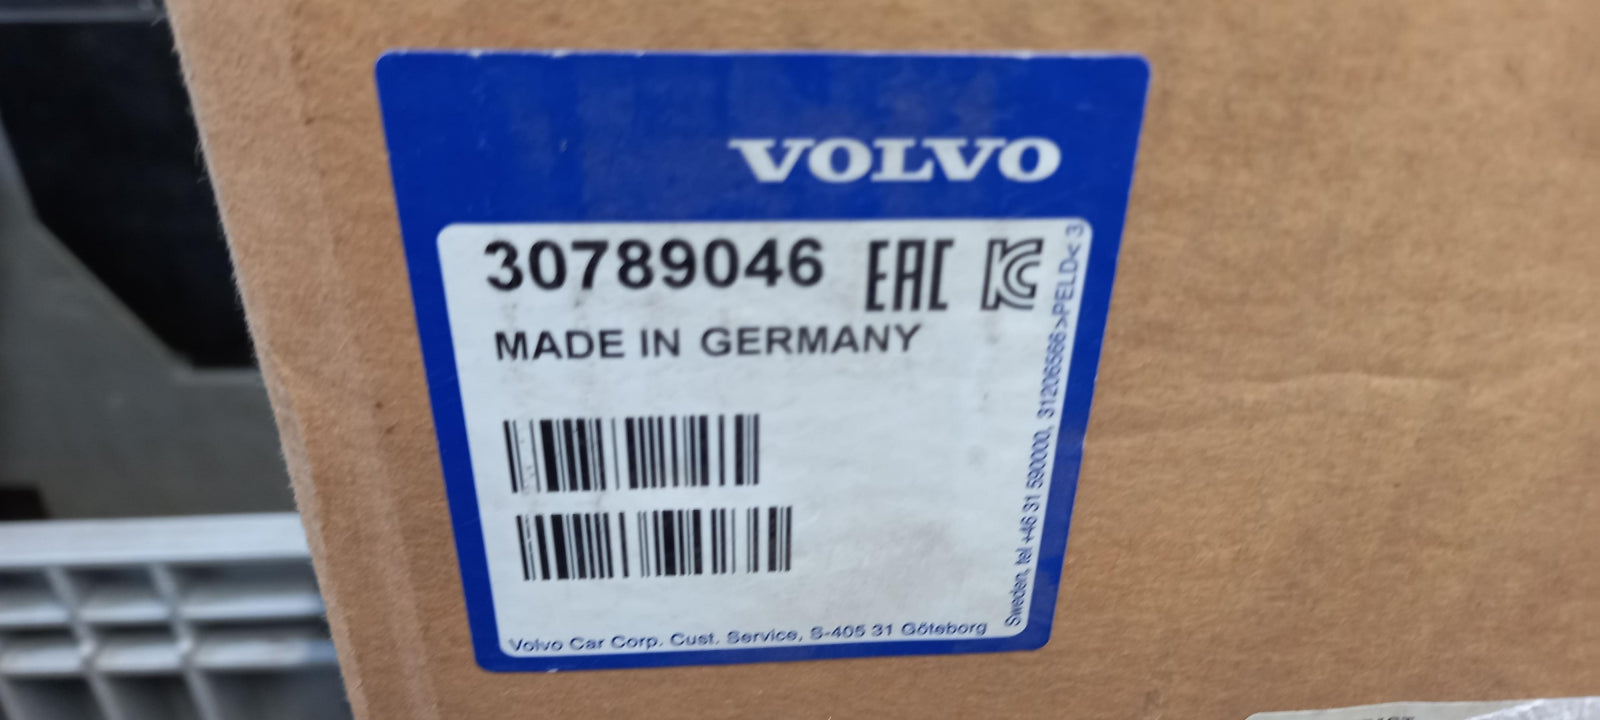 VOLVO
30789046 EAC KC
MADE IN GERMANY
Volvo Car Corp. Cust. Service, S-405 31 Göteborg
Sweden, tel +46 31 590000, 31206566>PELD< 3